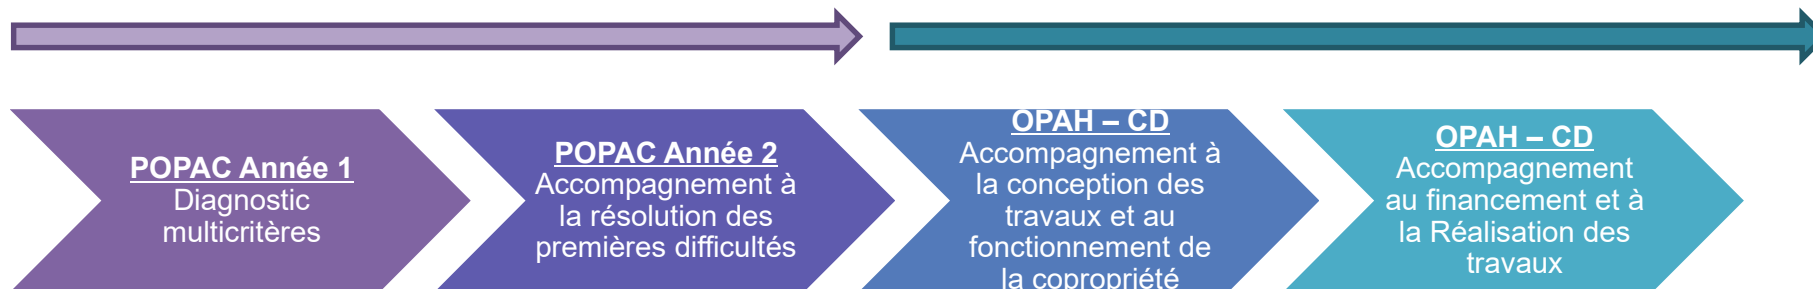 POPAC Année 1
Diagnostic
multicritères
POPAC Année 2
Accompagnement à
la résolution des
premières difficultés
OPAH – CD
Accompagnement à
la conception des
travaux et au
fonctionnement de
la copropriété
OPAH – CD
Accompagnement
au financement et à
la Réalisation des
travaux